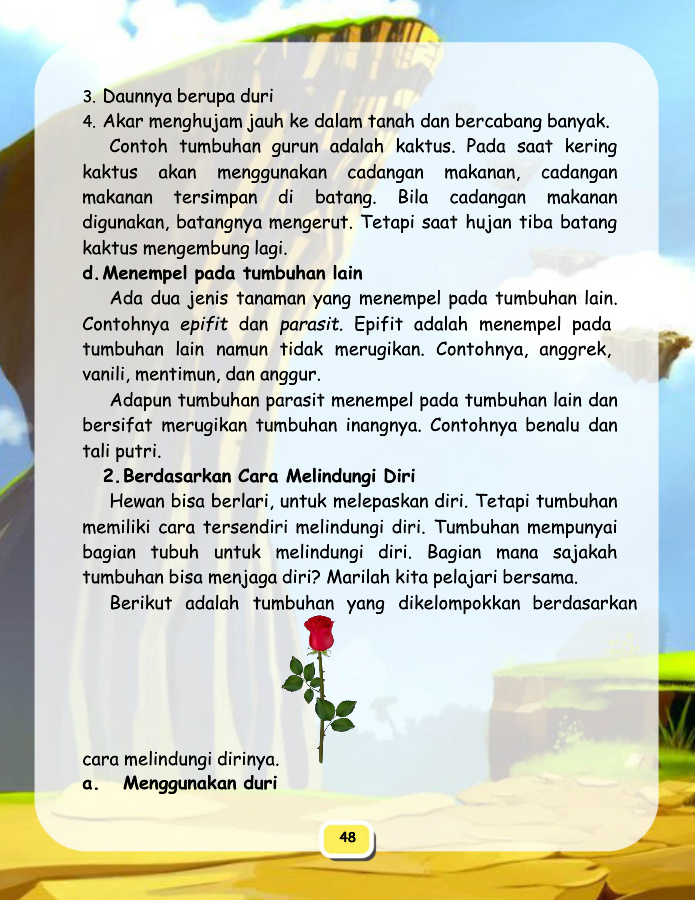 3. Daunnya berupa duri
4. Akar menghujam jauh ke dalam tanah dan bercabang banyak.
Contoh tumbuhan gurun adalah kaktus. Pada saat kering
kaktus akan menggunakan cadangan makanan, cadangan
makanan tersimpan di batang. Bila cadangan makanan
digunakan, batangnya mengerut. Tetapi saat hujan tiba batang
kaktus mengembung lagi.
d. Menempel pada tumbuhan lain
Ada dua jenis tanaman yang menempel pada tumbuhan lain.
Contohnya epifit dan parasit. Epifit adalah menempel pada
tumbuhan lain namun tidak merugikan. Contohnya, anggrek,
vanili, mentimun, dan anggur.
Adapun tumbuhan parasit menempel pada tumbuhan lain dan
bersifat merugikan tumbuhan inangnya. Contohnya benalu dan
tali putri.
2. Berdasarkan Cara Melindungi Diri
Hewan bisa berlari, untuk melepaskan diri. Tetapi tumbuhan
memiliki cara tersendiri melindungi diri. Tumbuhan mempunyai
bagian tubuh untuk melindungi diri. Bagian mana sajakah
tumbuhan bisa menjaga diri? Marilah kita pelajari bersama.
Berikut adalah tumbuhan yang dikelompokkan berdasarkan
cara melindungi dirinya.
a. Menggunakan duri
48